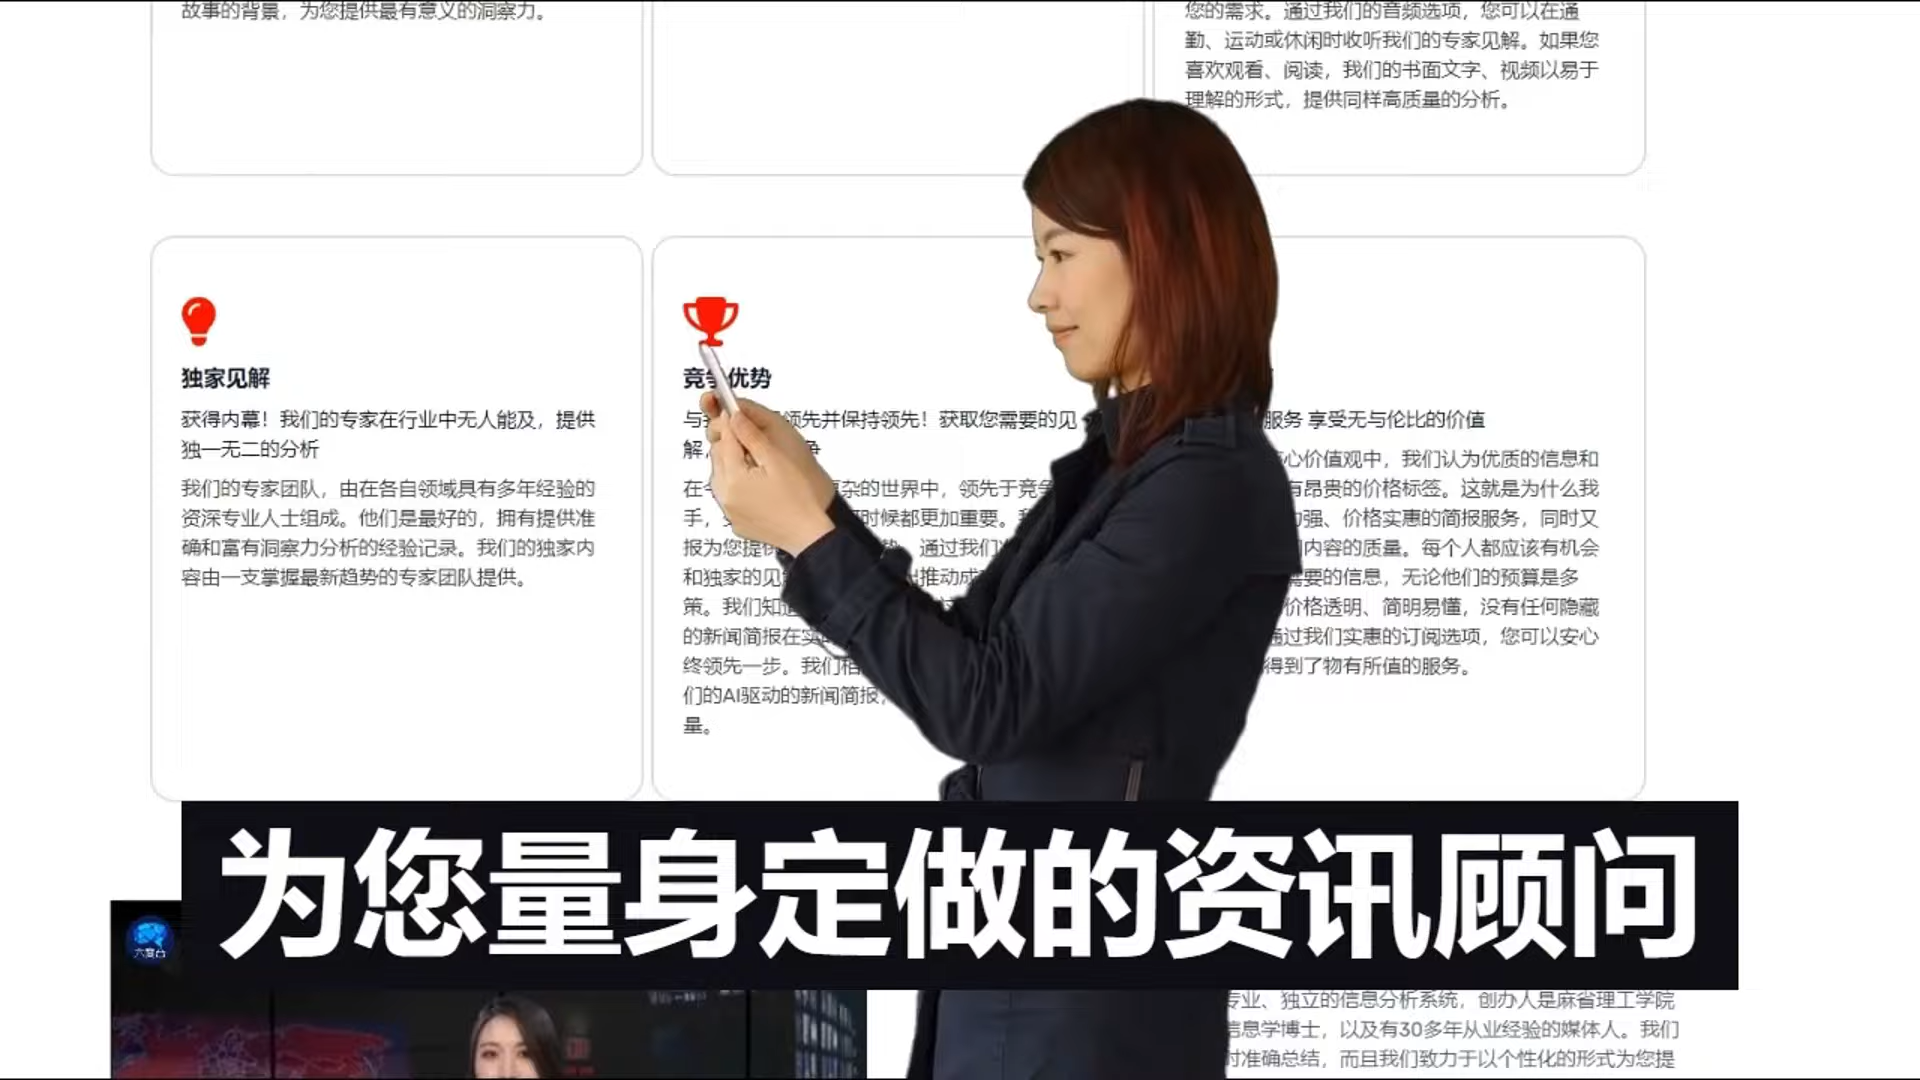 故事的背景，为您提供最有意义的洞察力。
您的需求。通过我们的音频选项，您可以在通
勤、运动或休闲时收听我们的专家见解。如果您
喜欢观看、阅读，我们的书面文字、视频以易于
理解的形式，提供同样高质量的分析。
独家见解
获得内幕！我们的专家在行业中无人能及，提供
独一无二的分析
我们的专家团队，由在各自领域具有多年经验的
资深专业人士组成。他们是最好的，拥有提供准
确和富有洞察力分析的经验记录。我们的独家内
容由一支掌握最新趋势的专家团队提供。
竞争优势
与 领先并保持领先！获取您需要的见
解，
在 杂的世界中，领先于竞争
手， 时候都更加重要。
报为您提供 通过我们
和独家的见 推动成
策。我们知道
的新闻简报在实
终领先一步。我们相
们的AI驱动的新闻简报，
量。
服务 享受无与伦比的价值
心价值观中，我们认为优质的信息和
有昂贵的价格标签。这就是为什么我
强、价格实惠的简报服务，同时又
内容的质量。每个人都应该有机会
需要的信息，无论他们的预算是多
价格透明、简明易懂，没有任何隐藏
通过我们实惠的订阅选项，您可以安心
得到了物有所值的服务。
为您量身定做的资讯顾问
六度台
专业、独立的信息分析系统，创办人是麻省理工学院
信息学博士，以及有30多年从业经验的媒体人。我们
时准确总结，而且我们致力于以个性化的形式为您提